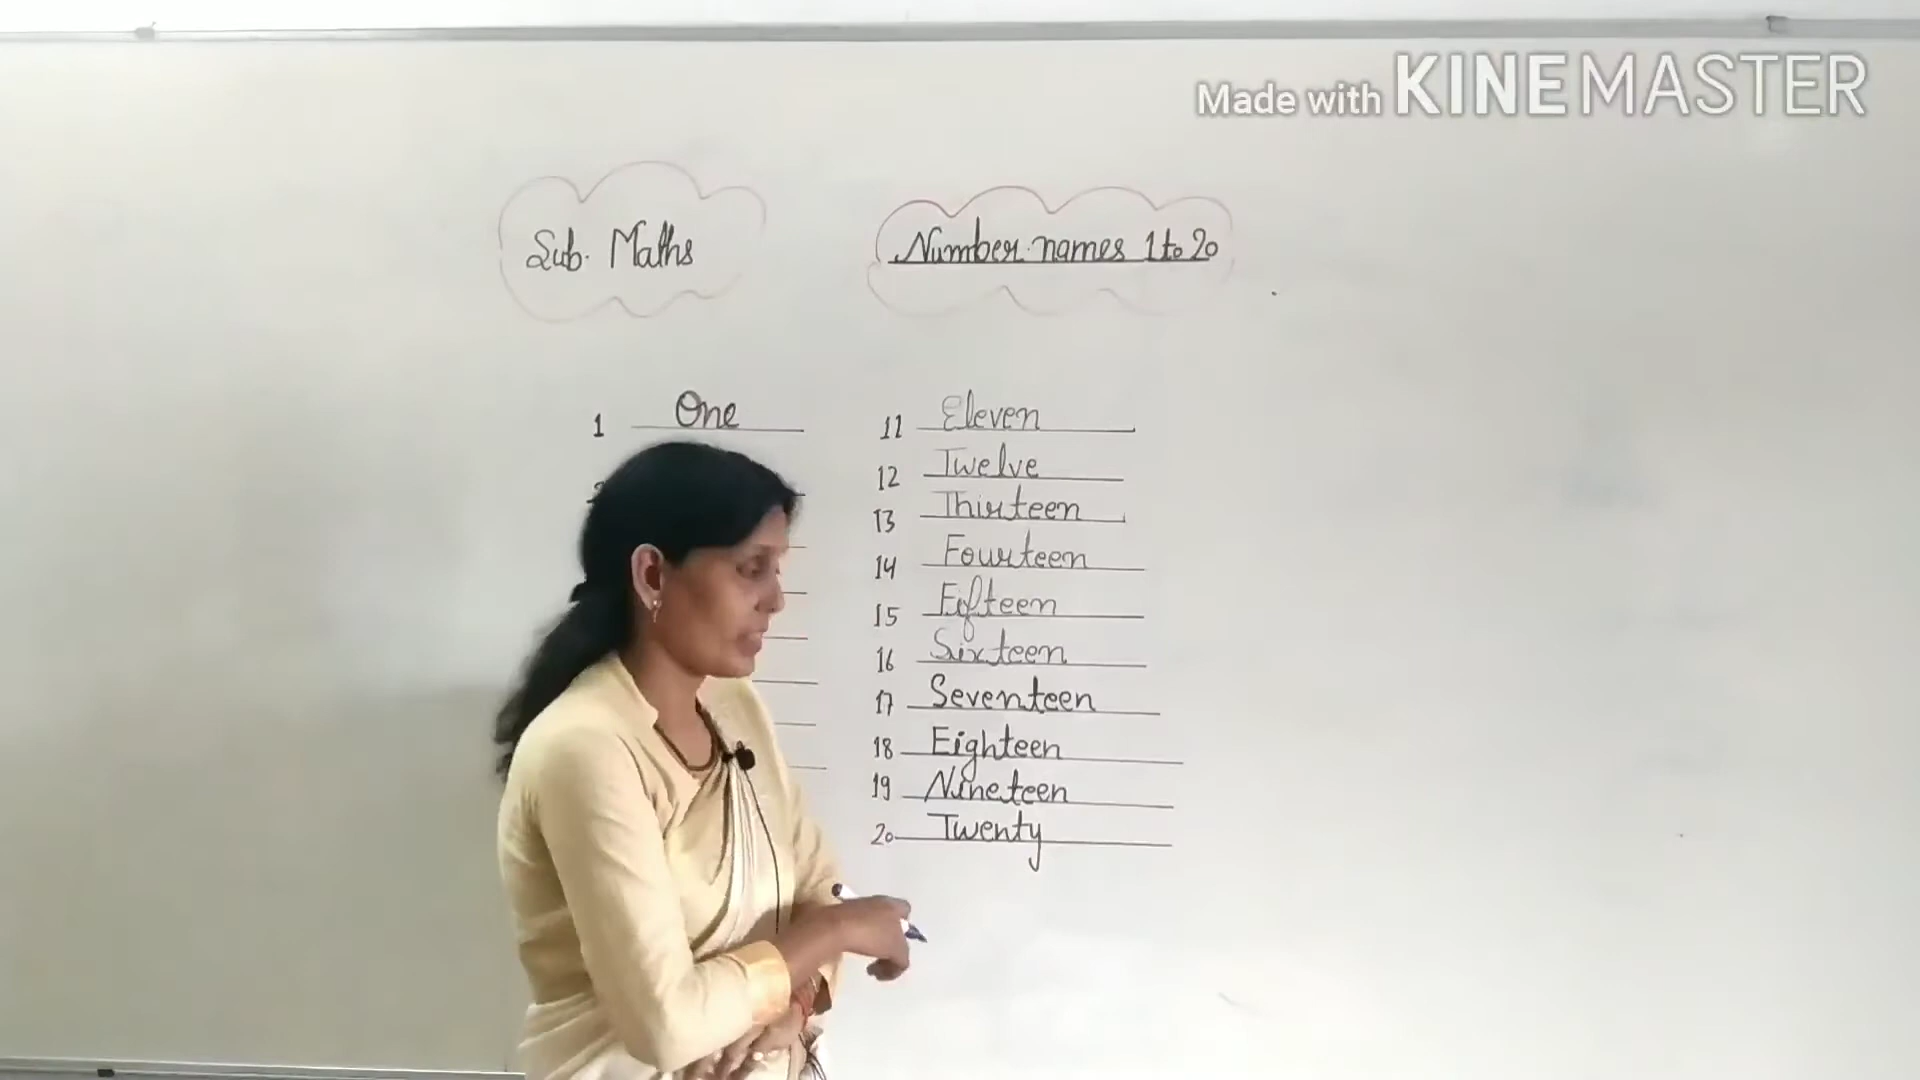 Made with KINEMASTER
Sub. Maths
Number names 1 to 20
1 One
11 Eleven
12 Twelve
13 Thirteen
14 Fourteen
15 Fifteen
16 Sixteen
17 Seventeen
18 Eighteen
19 Nineteen
20 Twenty